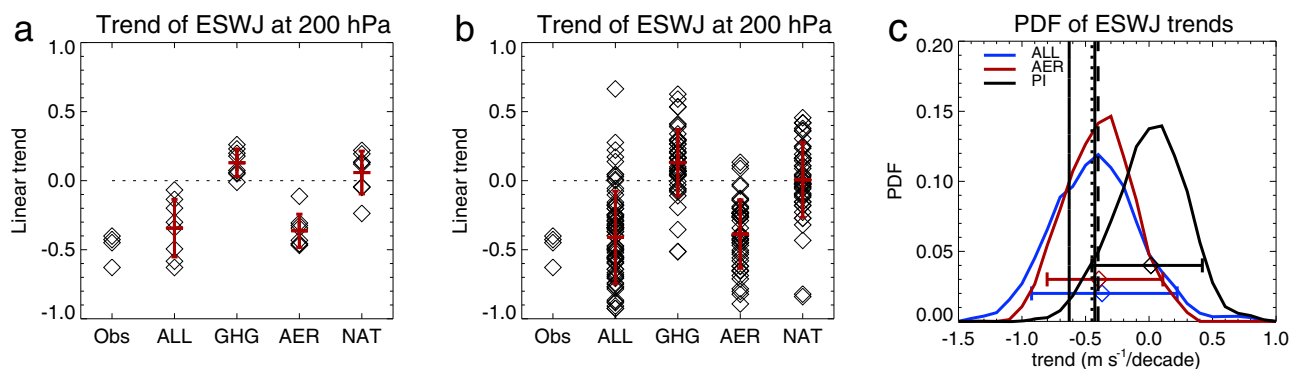 a
Trend of ESWJ at 200 hPa
Linear trend
1.0
0.5
0.0
-0.5
-1.0
Obs ALL GHG AER NAT
b
Trend of ESWJ at 200 hPa
Linear trend
1.0
0.5
0.0
-0.5
-1.0
Obs ALL GHG AER NAT
c
PDF of ESWJ trends
PDF
0.20
0.15
0.10
0.05
0.00
ALL
AER
PI
-1.5 -1.0 -0.5 0.0 0.5 1.0
trend (m s⁻¹/decade)